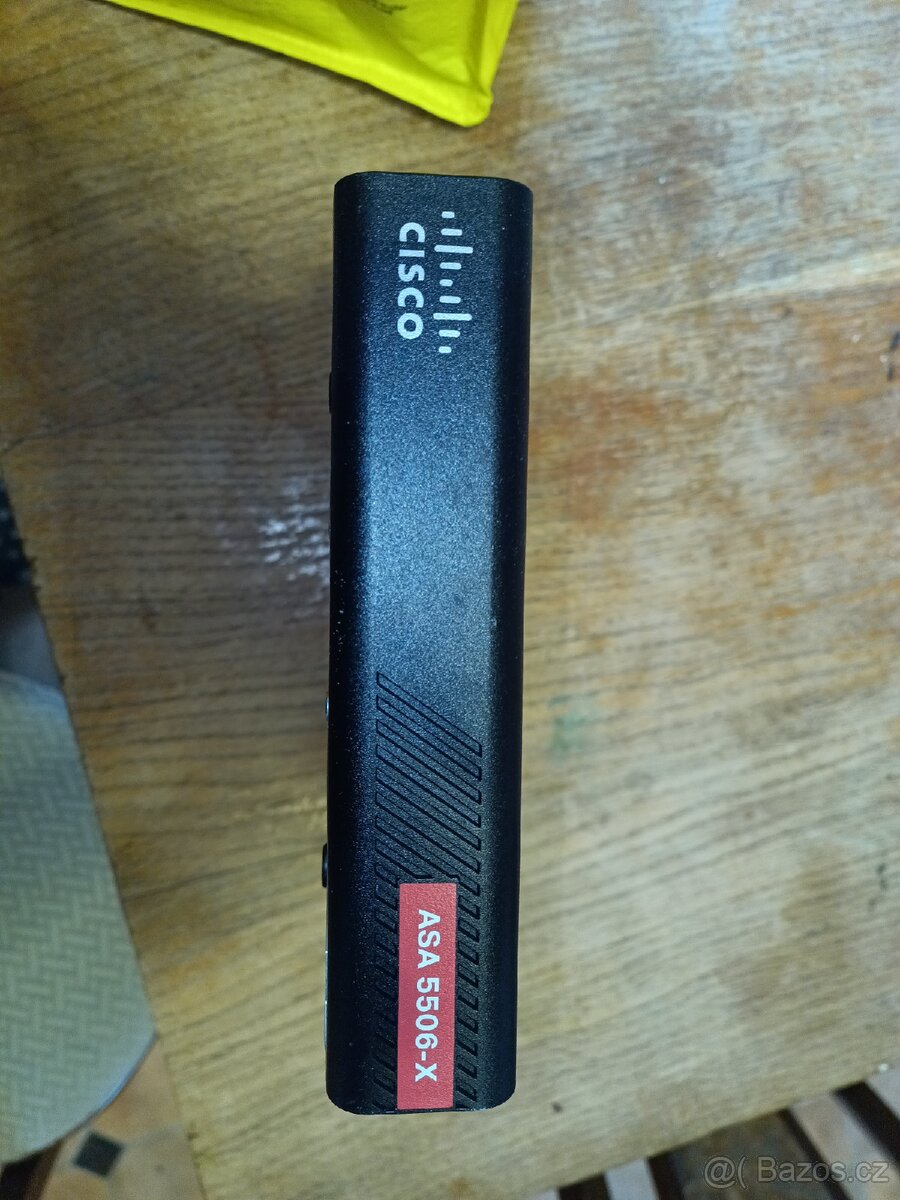 CISCO
ASA 5506-X
@( Bazos.cz